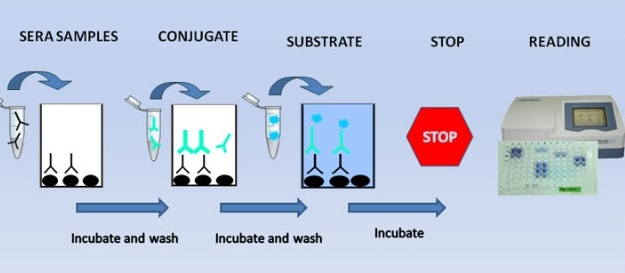 SERA SAMPLES
CONJUGATE
SUBSTRATE
STOP
READING
STOP
Incubate and wash
Incubate and wash
Incubate